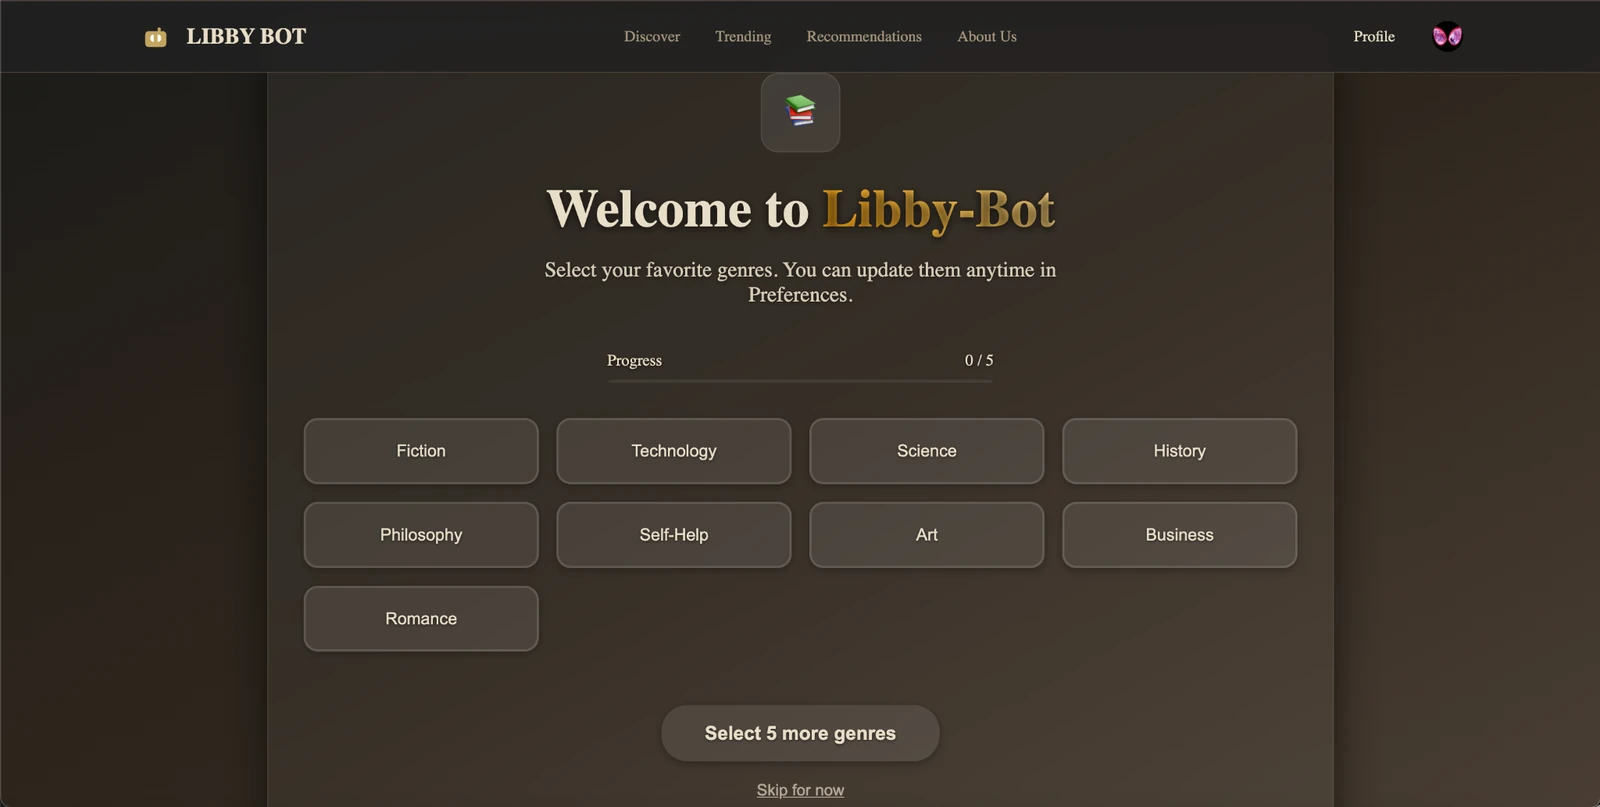 LIBBY BOT
Discover
Trending
Recommendations
About Us
Profile
Welcome to Libby-Bot
Select your favorite genres. You can update them anytime in
Preferences.
Progress
0 / 5
Fiction
Technology
Science
History
Philosophy
Self-Help
Art
Business
Romance
Select 5 more genres
Skip for now